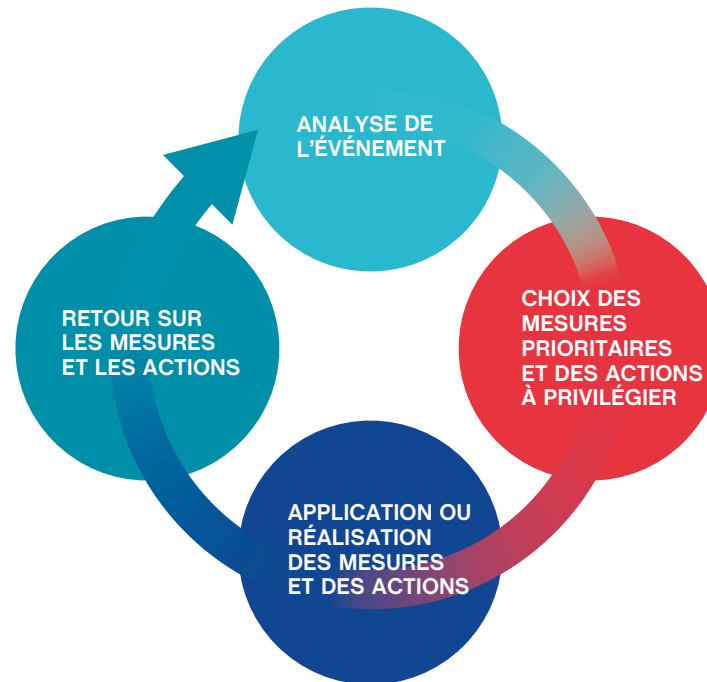 ANALYSE DE
L'ÉVÉNEMENT
CHOIX DES
MESURES
PRIORITAIRES
ET DES ACTIONS
À PRIVILÉGIER
APPLICATION OU
RÉALISATION
DES MESURES
ET DES ACTIONS
RETOUR SUR
LES MESURES
ET LES ACTIONS